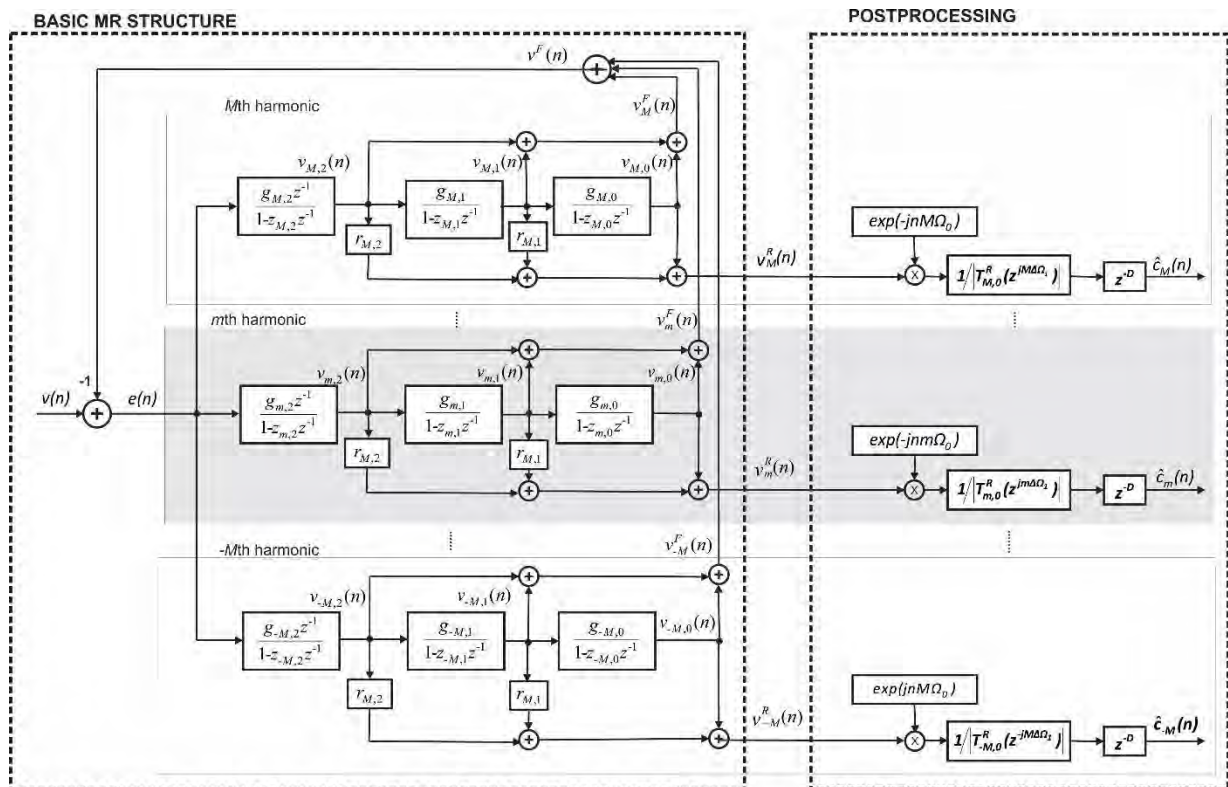 BASIC MR STRUCTURE
POSTPROCESSING
v^F(n)
Mth harmonic
v_M^F(n)
v_{M,2}(n) v_{M,1}(n) v_{M,0}(n)
g_{M,2}z^{-1} / 1-z_{M,2}z^{-1}
g_{M,1} / 1-z_{M,1}z^{-1}
g_{M,0} / 1-z_{M,0}z^{-1}
r_{M,2} r_{M,1}
exp(-jnMΩ_0)
v_M^R(n)
1/|T_{M,0}^R(z^{jMΔΩ_1})|
z^{-D}
ĉ_M(n)
mth harmonic
v_m^F(n)
-1
v(n) e(n)
v_{m,2}(n) v_{m,1}(n) v_{m,0}(n)
g_{m,2}z^{-1} / 1-z_{m,2}z^{-1}
g_{m,1} / 1-z_{m,1}z^{-1}
g_{m,0} / 1-z_{m,0}z^{-1}
r_{M,2} r_{M,1}
exp(-jnmΩ_0)
v_m^R(n)
1/|T_{m,0}^R(z^{jmΔΩ_1})|
z^{-D}
ĉ_m(n)
-Mth harmonic
v_{-M}^F(n)
v_{-M,2}(n) v_{-M,1}(n) v_{-M,0}(n)
g_{-M,2}z^{-1} / 1-z_{-M,2}z^{-1}
g_{-M,1} / 1-z_{-M,1}z^{-1}
g_{-M,0} / 1-z_{-M,0}z^{-1}
r_{M,2} r_{M,1}
exp(jnMΩ_0)
v_{-M}^R(n)
1/|T_{-M,0}^R(z^{-jMΔΩ_1})|
z^{-D}
ĉ_{-M}(n)